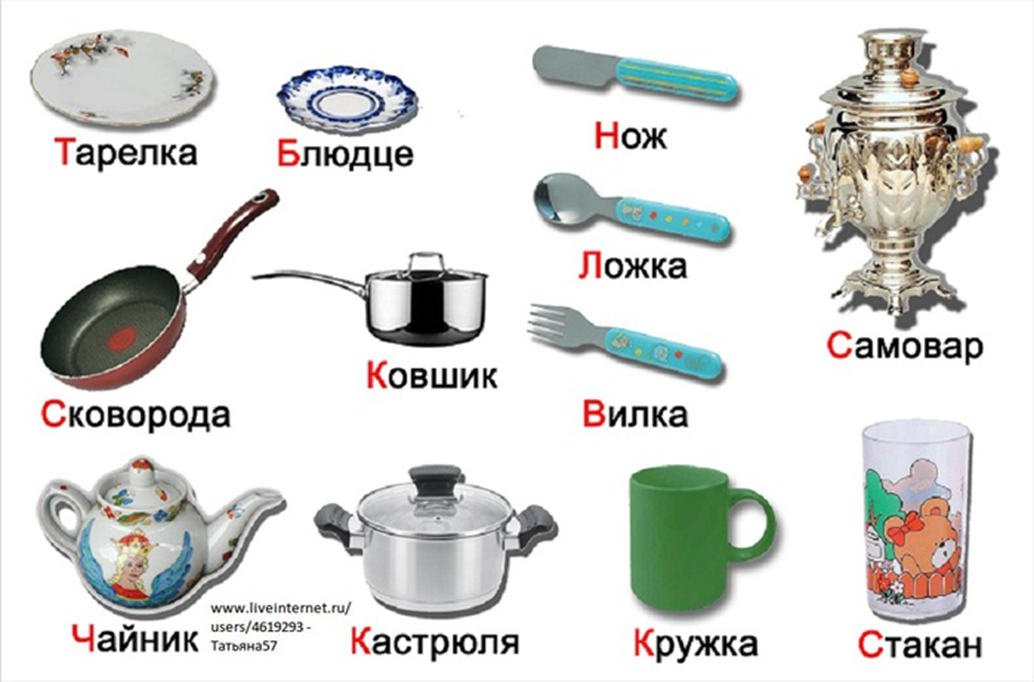 Тарелка
Блюдце
Нож
Ложка
Самовар
Сковорода
Ковшик
Вилка
Чайник
www.liveinternet.ru/
users/4619293 -
Татьяна57
Кастрюля
Кружка
Стакан